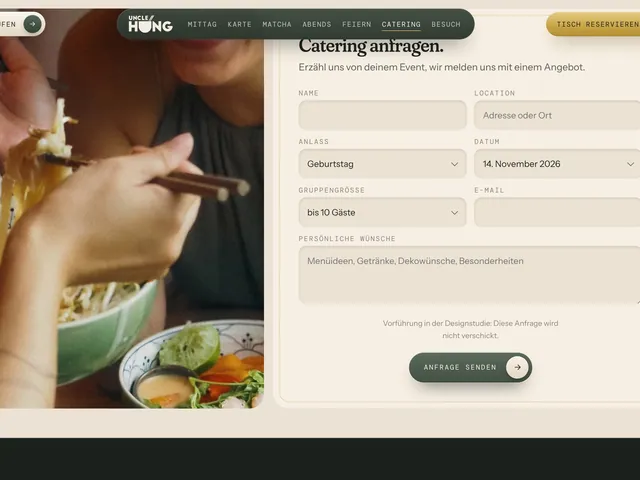 UNCLE
HÙNG
MITTAG KARTE MATCHA ABENDS FEIERN CATERING BESUCH
TISCH RESERVIEREN
Catering anfragen.
Erzähl uns von deinem Event, wir melden uns mit einem Angebot.
NAME LOCATION
Adresse oder Ort
ANLASS DATUM
Geburtstag 14. November 2026
GRUPPENGRÖSSE E-MAIL
bis 10 Gäste
PERSÖNLICHE WÜNSCHE
Menüideen, Getränke, Dekowünsche, Besonderheiten
Vorführung in der Designstudie: Diese Anfrage wird
nicht verschickt.
ANFRAGE SENDEN